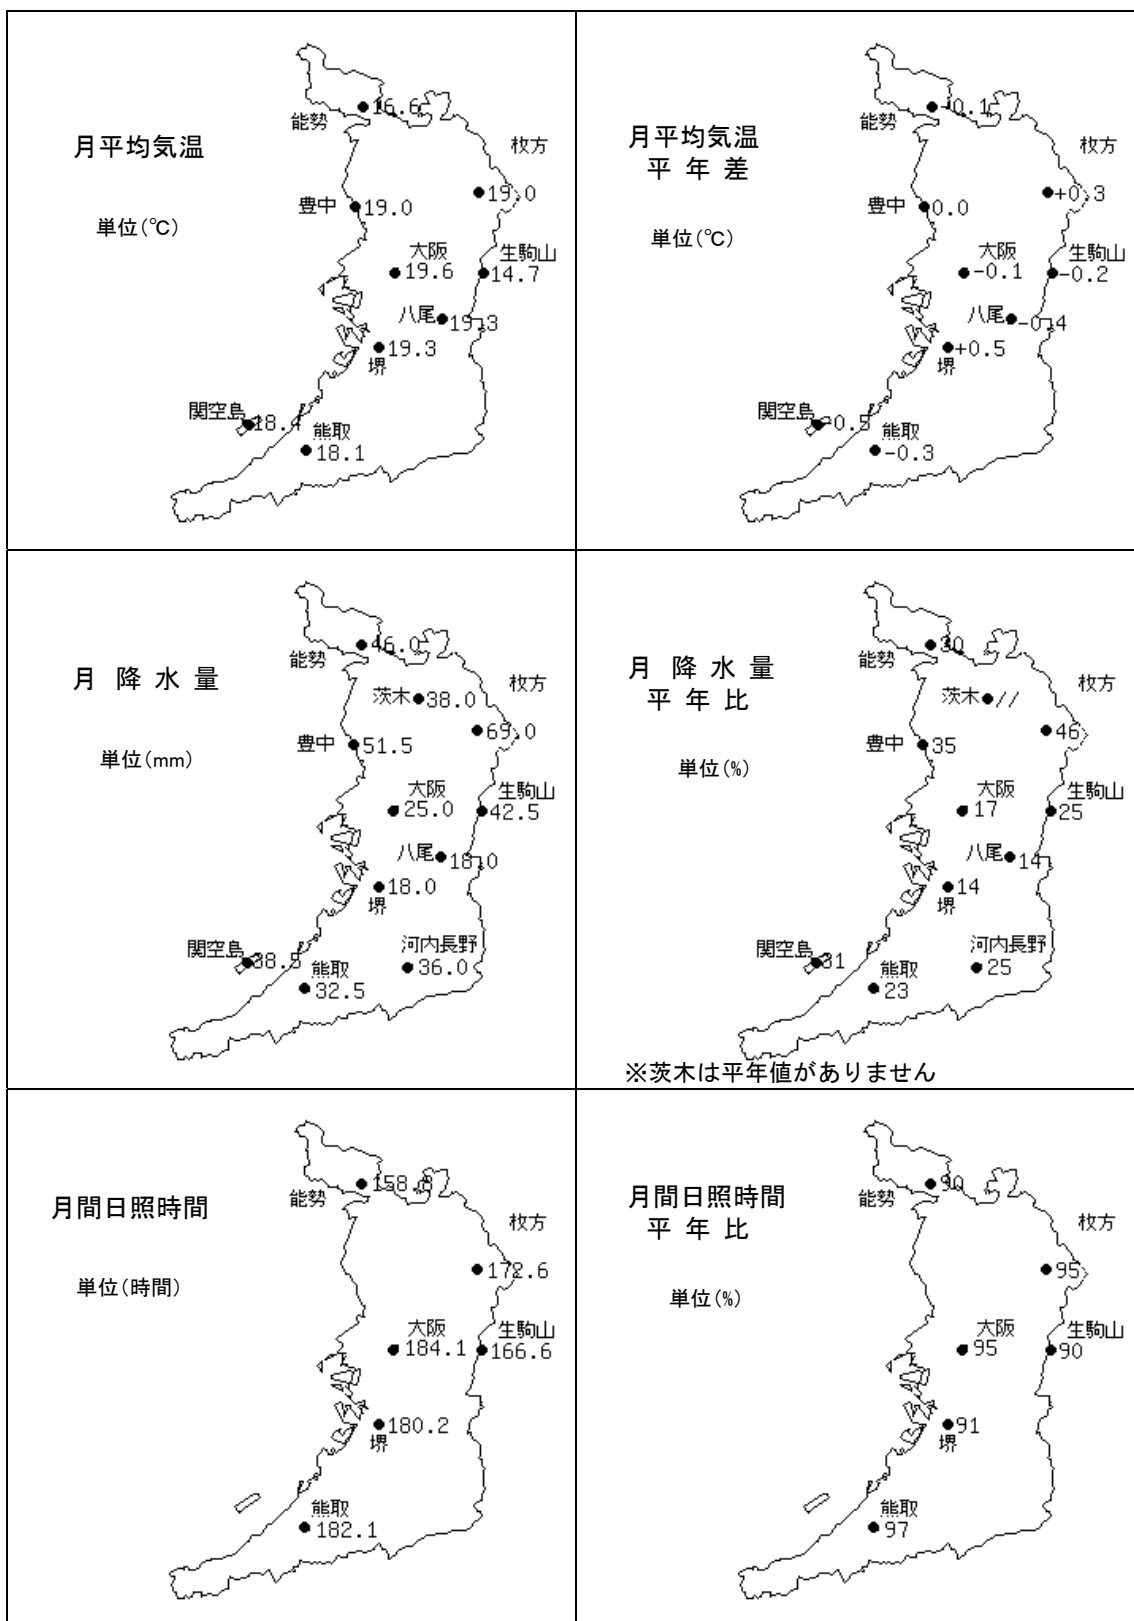 月平均気温
単位(℃)
能勢
16.6
枚方
19.0
豊中
19.0
大阪
19.6
生駒山
14.7
八尾
19.3
19.3
堺
関空島
18.4
熊取
18.1
月平均気温
平年差
単位(℃)
-0.1
枚方
+0.3
豊中
0.0
大阪
-0.1
生駒山
-0.2
八尾
-0.4
+0.5
堺
関空島
-0.5
熊取
-0.3
能勢
月降水量
単位(mm)
能勢
46.0
茨木
38.0
枚方
69.0
豊中
51.5
大阪
25.0
生駒山
42.5
八尾
18.0
18.0
堺
関空島
38.5
熊取
32.5
河内長野
36.0
月降水量
平年比
単位(%)
能勢
30
茨木
//
枚方
46
豊中
35
大阪
17
生駒山
25
八尾
14
14
堺
関空島
31
熊取
23
河内長野
25
※茨木は平年値がありません
月間日照時間
単位(時間)
能勢
158.8
枚方
172.6
大阪
184.1
生駒山
166.6
180.2
堺
熊取
182.1
月間日照時間
平年比
単位(%)
能勢
90
枚方
95
大阪
95
生駒山
90
91
堺
熊取
97